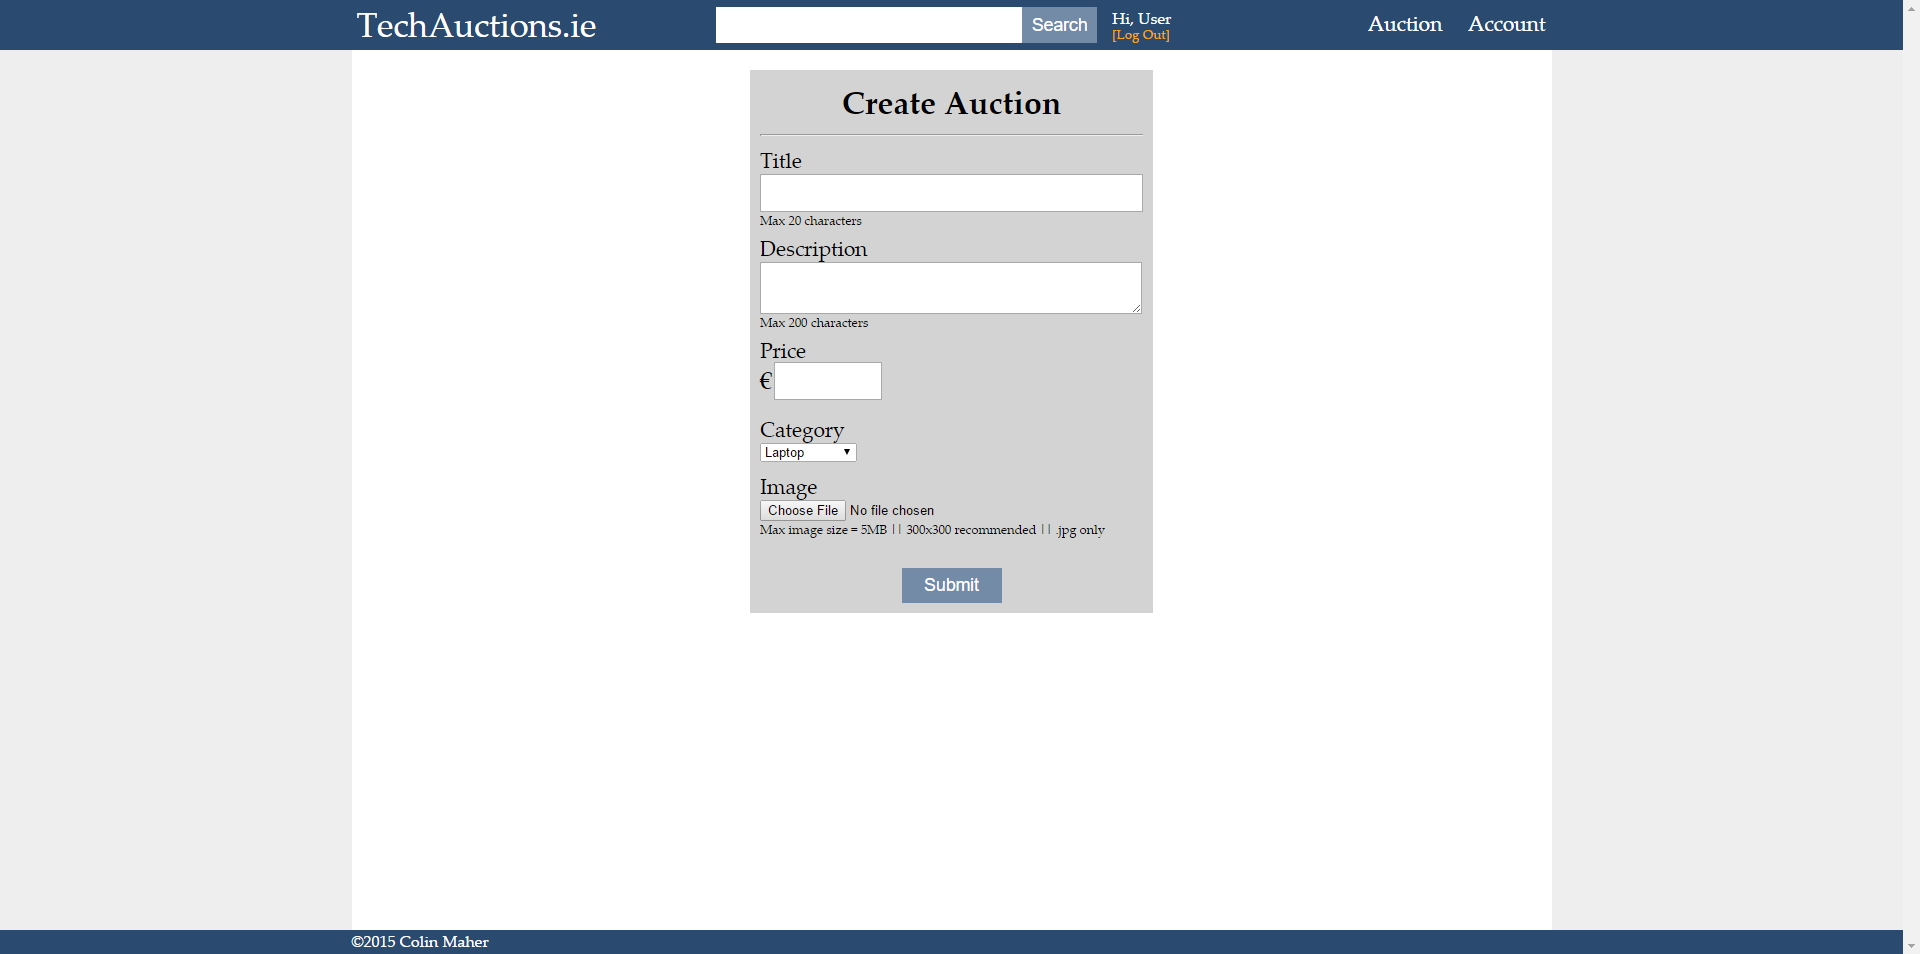 TechAuctions.ie
Search
Hi, User
[Log Out]
Auction
Account
Create Auction
Title
Max 20 characters
Description
Max 200 characters
Price
€
Category
Laptop
Image
Choose File No file chosen
Max image size = 5MB || 300x300 recommended || .jpg only
Submit
©2015 Colin Maher